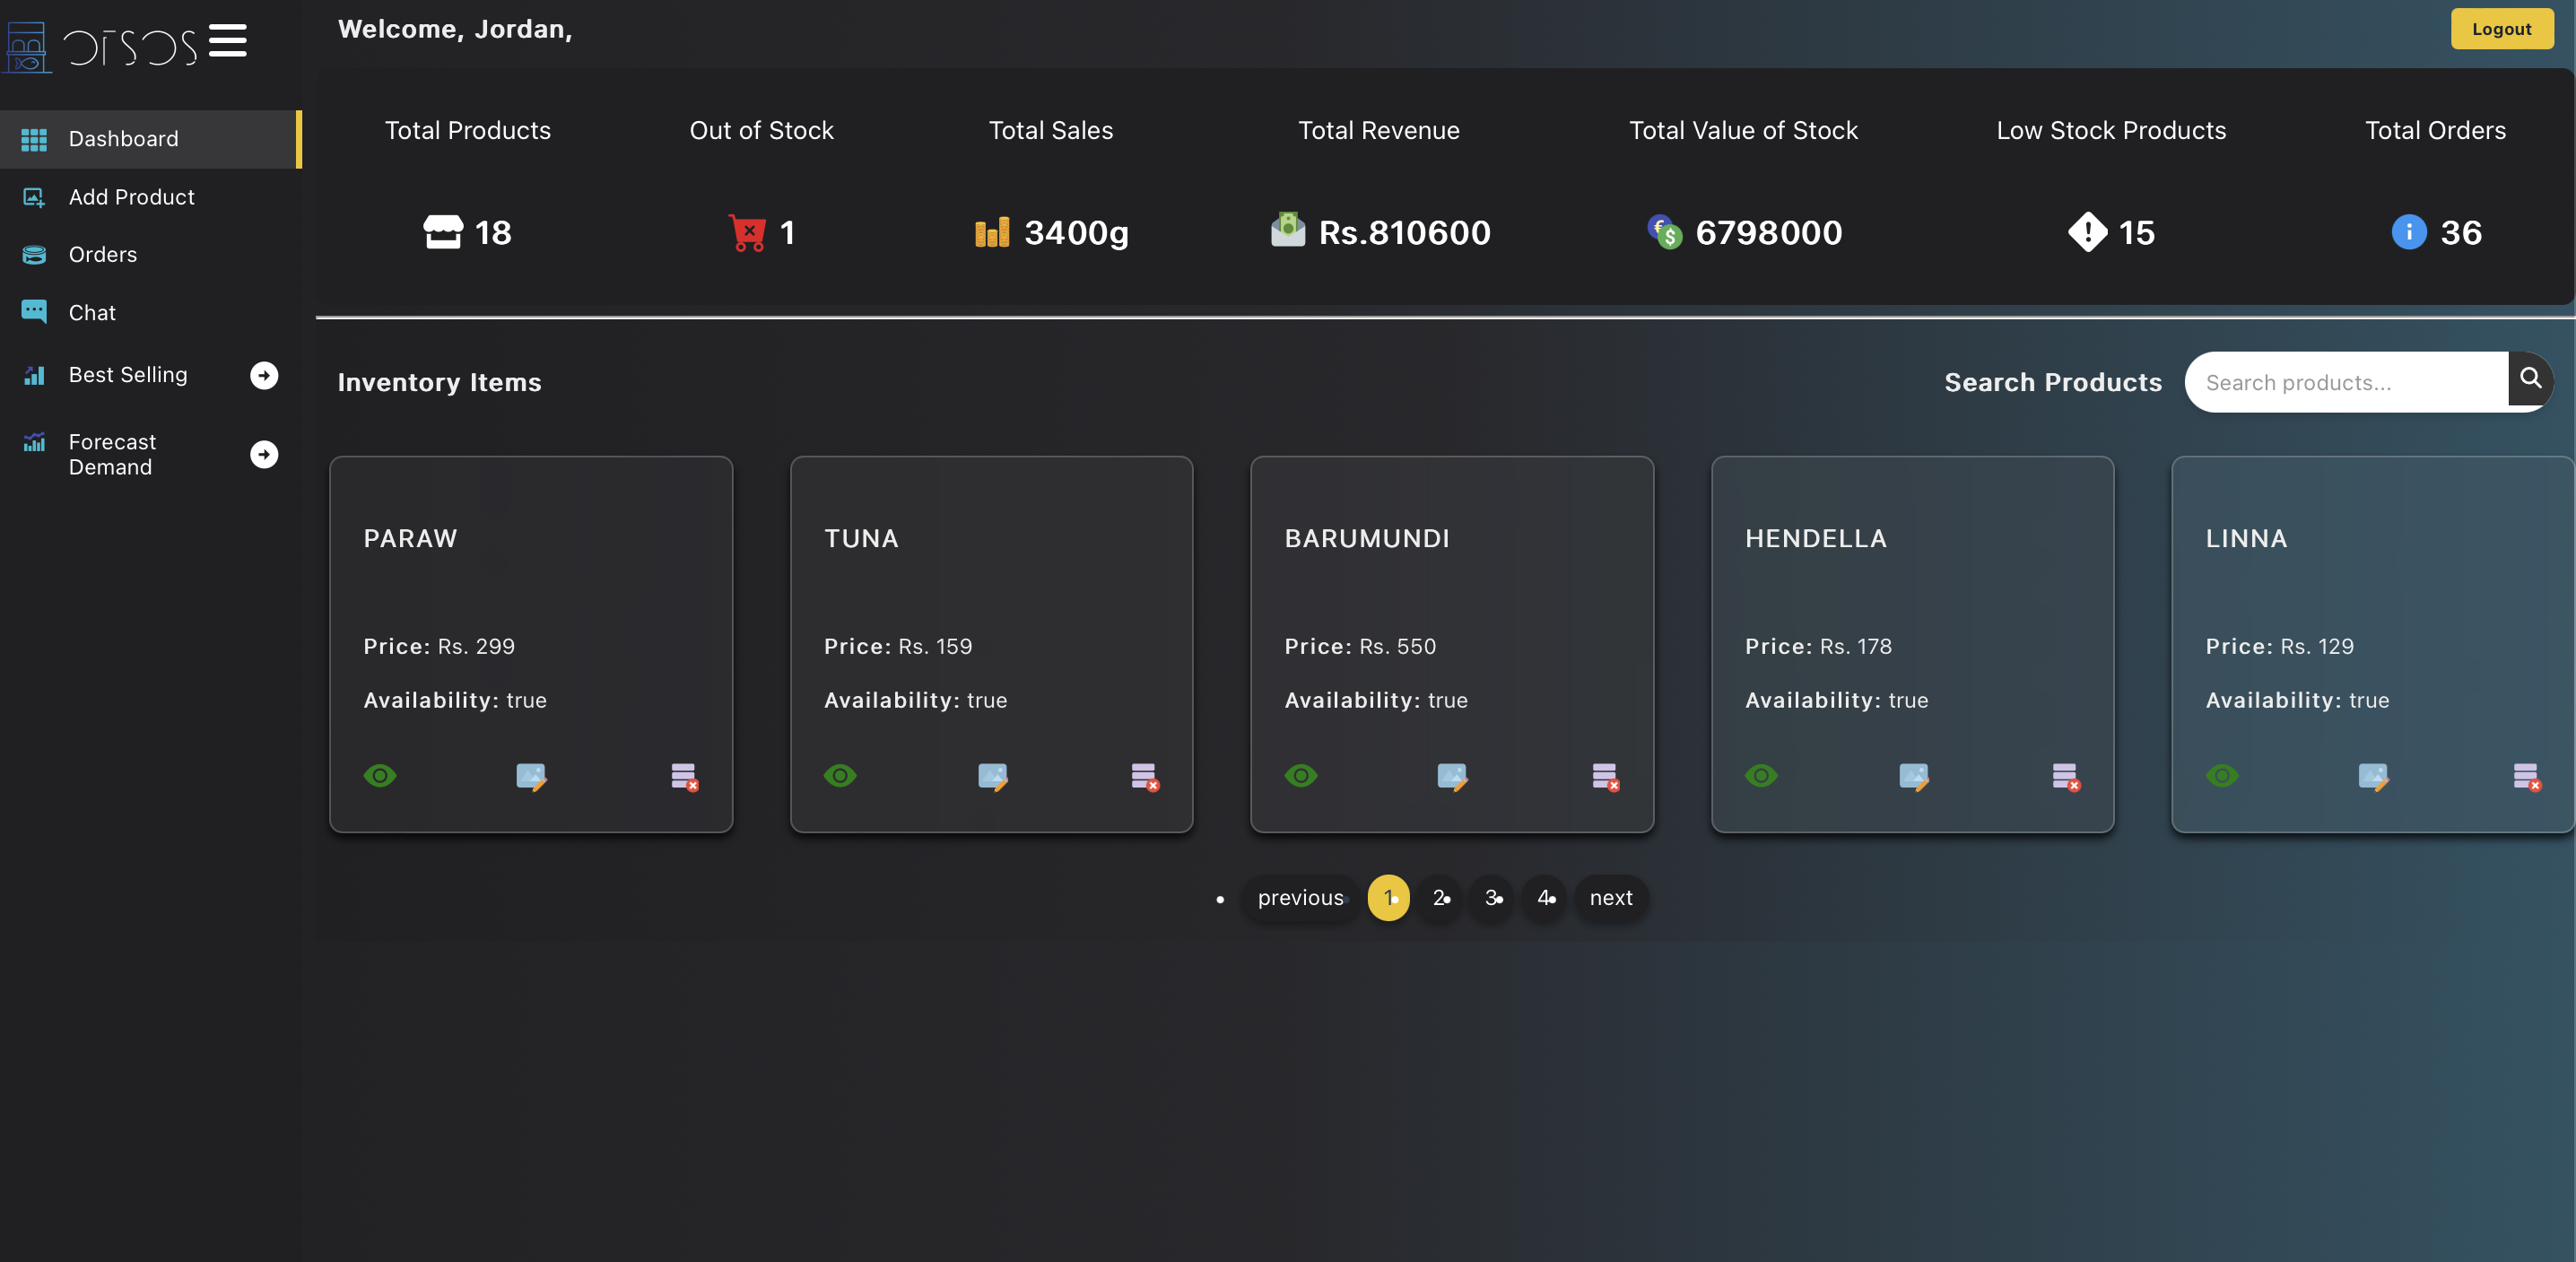 OTSOS
Welcome, Jordan,
Logout
Dashboard
Add Product
Orders
Chat
Best Selling
Forecast
Demand
Total Products
Out of Stock
Total Sales
Total Revenue
Total Value of Stock
Low Stock Products
Total Orders
18
1
3400g
Rs.810600
6798000
15
36
Inventory Items
Search Products
Search products...
PARAW
Price: Rs. 299
Availability: true
TUNA
Price: Rs. 159
Availability: true
BARUMUNDI
Price: Rs. 550
Availability: true
HENDELLA
Price: Rs. 178
Availability: true
LINNA
Price: Rs. 129
Availability: true
previous 1 2 3 4 next